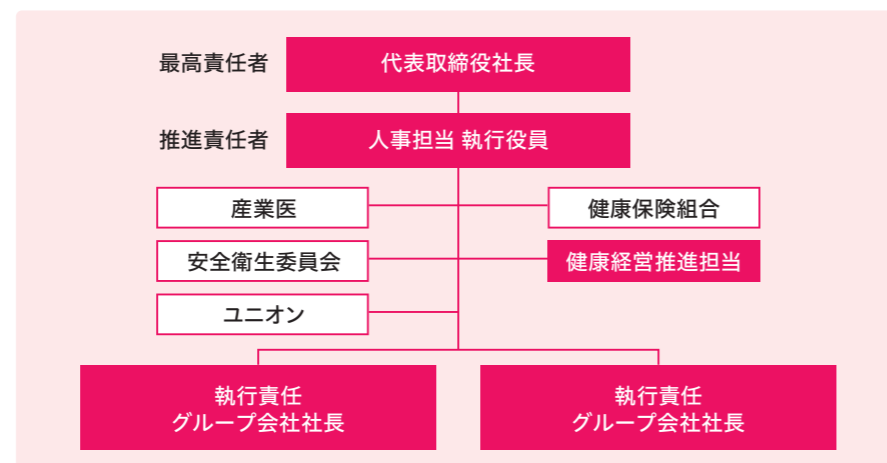 最高責任者
代表取締役社長
推進責任者
人事担当 執行役員
産業医
健康保険組合
安全衛生委員会
健康経営推進担当
ユニオン
執行責任
グループ会社社長
執行責任
グループ会社社長